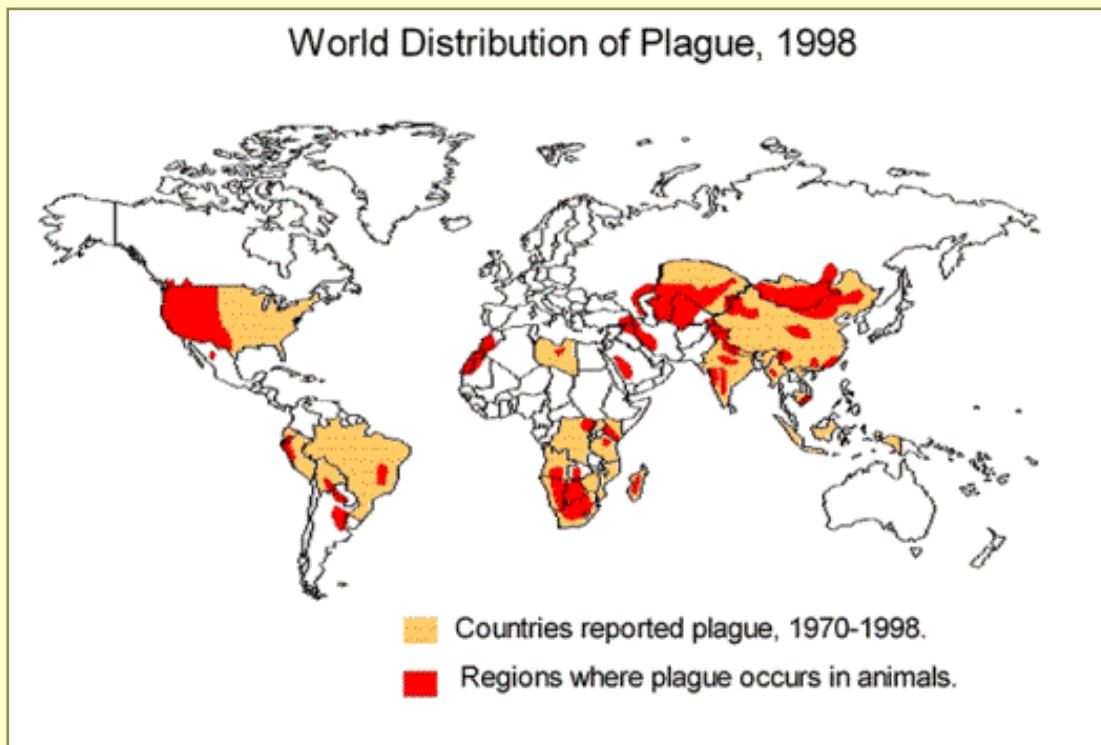 World Distribution of Plague, 1998
Countries reported plague, 1970-1998.
Regions where plague occurs in animals.